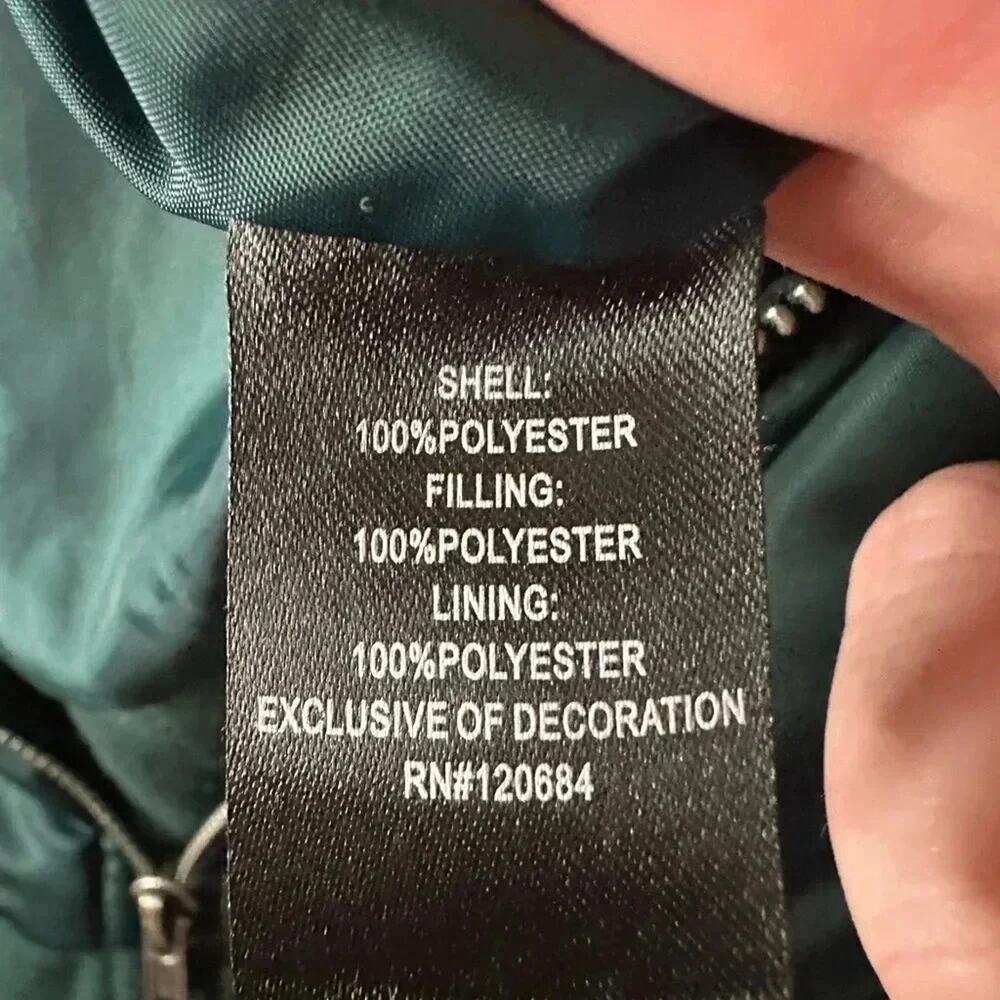 SHELL:
100%POLYESTER
FILLING:
100%POLYESTER
LINING:
100%POLYESTER
EXCLUSIVE OF DECORATION
RN#120684